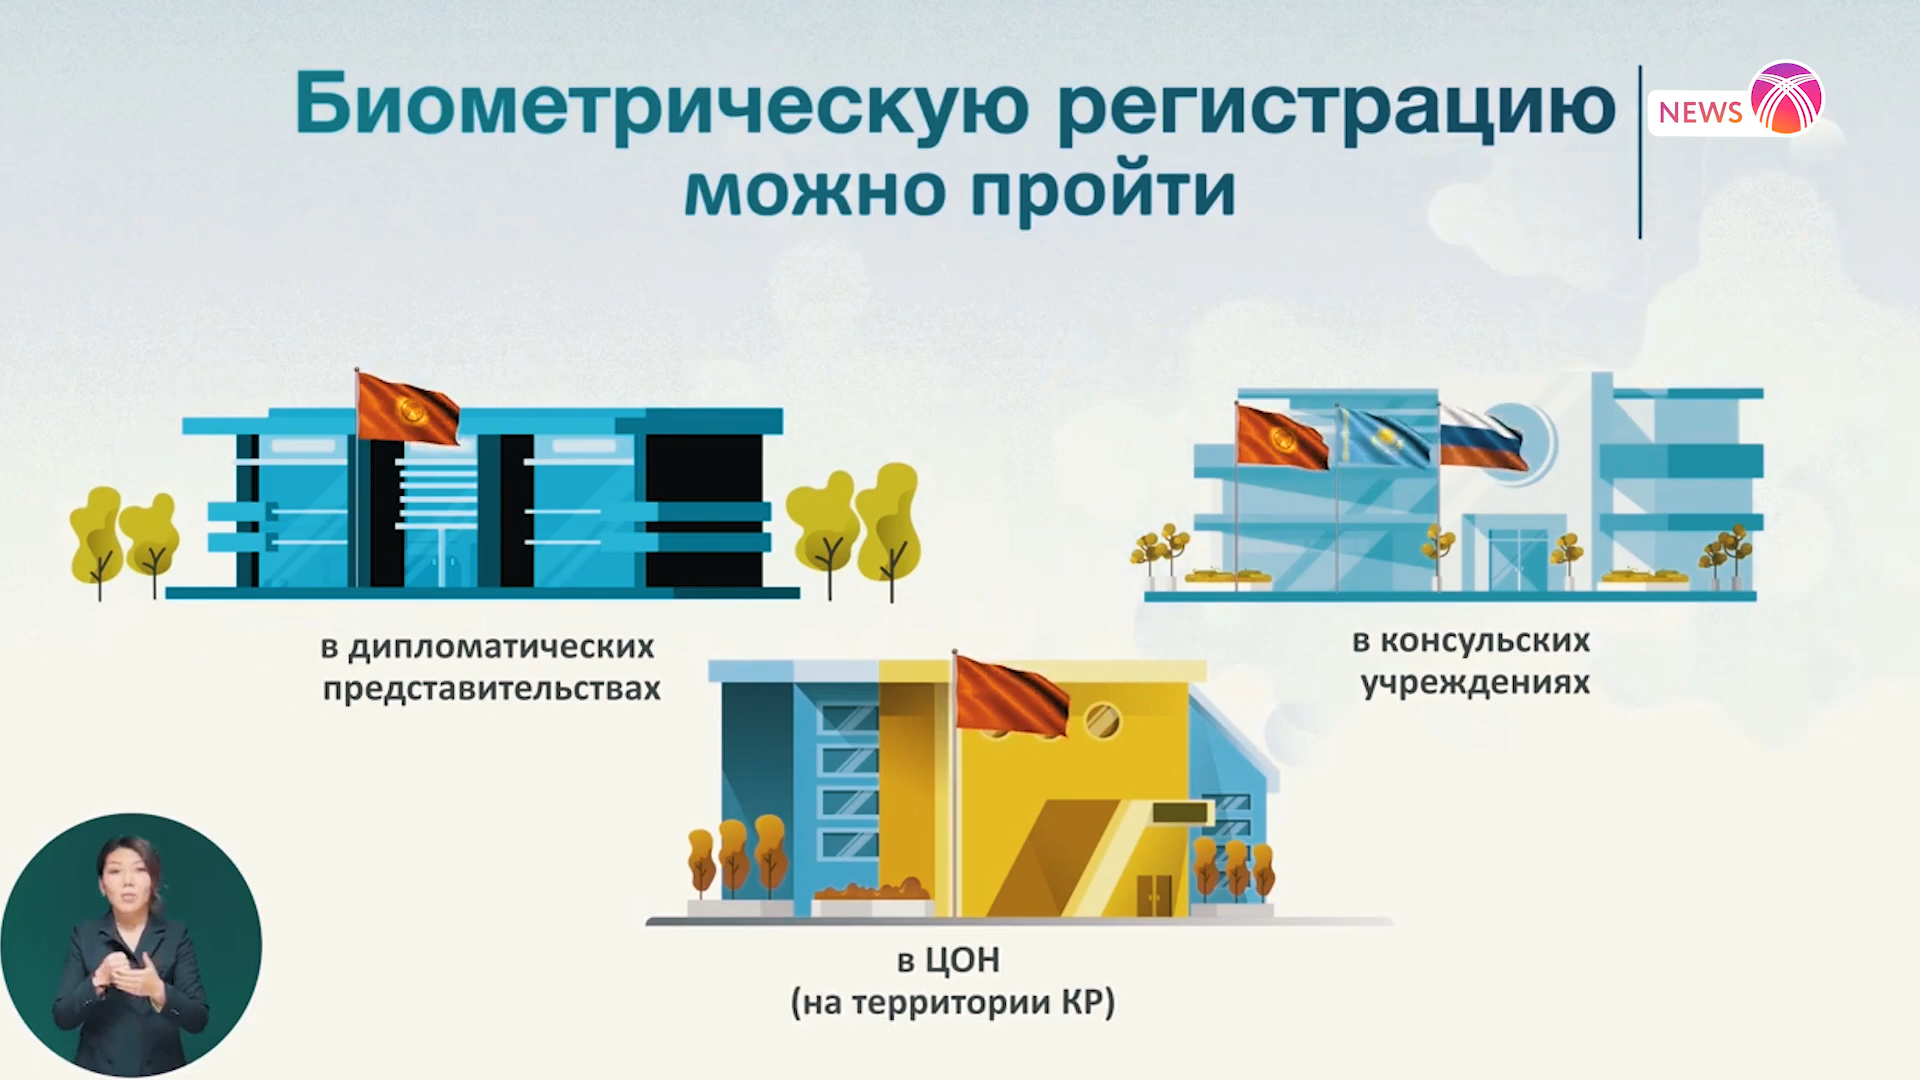 Биометрическую регистрацию
можно пройти
NEWS
в дипломатических
представительствах
в консульских
учреждениях
в ЦОН
(на территории КР)